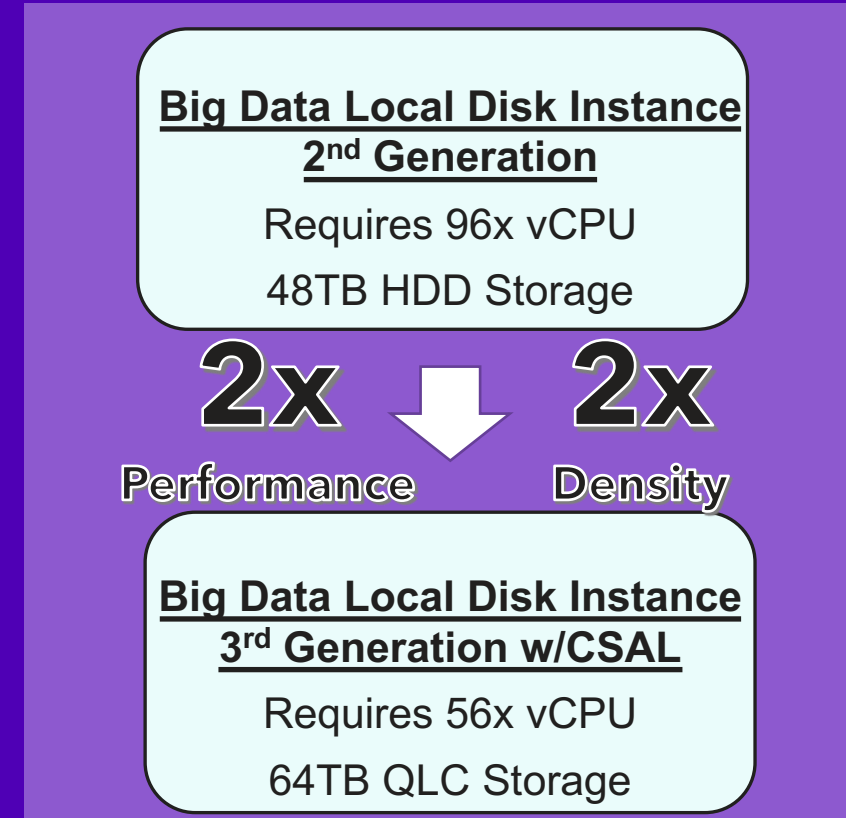 Big Data Local Disk Instance
2nd Generation
Requires 96x vCPU
48TB HDD Storage
2x 2x
Performance Density
Big Data Local Disk Instance
3rd Generation w/CSAL
Requires 56x vCPU
64TB QLC Storage